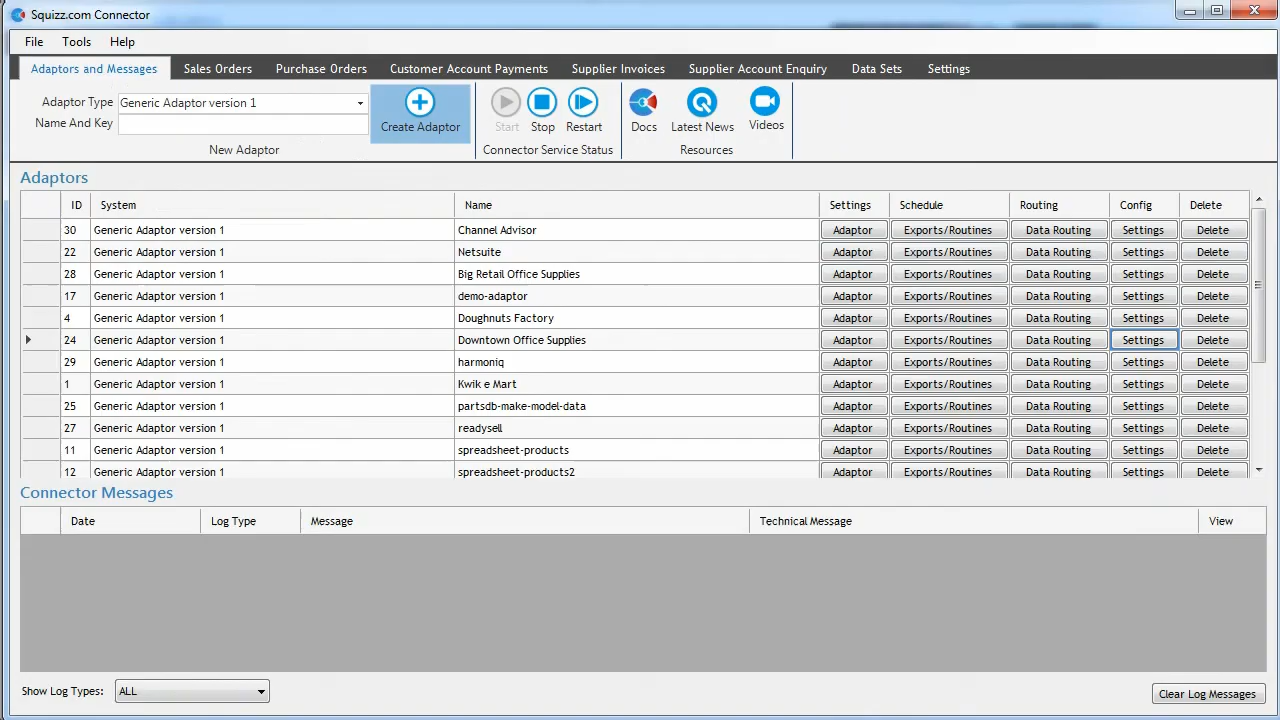 Squizz.com Connector
File Tools Help
Adaptors and Messages Sales Orders Purchase Orders Customer Account Payments Supplier Invoices Supplier Account Enquiry Data Sets Settings
Adaptor Type Generic Adaptor version 1
Name And Key
Create Adaptor Start Stop Restart Docs Latest News Videos
New Adaptor Connector Service Status Resources
Adaptors
ID System Name Settings Schedule Routing Config Delete
30 Generic Adaptor version 1 Channel Advisor Adaptor Exports/Routines Data Routing Settings Delete
22 Generic Adaptor version 1 Netsuite Adaptor Exports/Routines Data Routing Settings Delete
28 Generic Adaptor version 1 Big Retail Office Supplies Adaptor Exports/Routines Data Routing Settings Delete
17 Generic Adaptor version 1 demo-adaptor Adaptor Exports/Routines Data Routing Settings Delete
4 Generic Adaptor version 1 Doughnuts Factory Adaptor Exports/Routines Data Routing Settings Delete
24 Generic Adaptor version 1 Downtown Office Supplies Adaptor Exports/Routines Data Routing Settings Delete
29 Generic Adaptor version 1 harmoniq Adaptor Exports/Routines Data Routing Settings Delete
1 Generic Adaptor version 1 Kwik e Mart Adaptor Exports/Routines Data Routing Settings Delete
25 Generic Adaptor version 1 partsdb-make-model-data Adaptor Exports/Routines Data Routing Settings Delete
27 Generic Adaptor version 1 readysell Adaptor Exports/Routines Data Routing Settings Delete
11 Generic Adaptor version 1 spreadsheet-products Adaptor Exports/Routines Data Routing Settings Delete
12 Generic Adaptor version 1 spreadsheet-products2 Adaptor Exports/Routines Data Routing Settings Delete
Connector Messages
Date Log Type Message Technical Message View
Show Log Types: ALL Clear Log Messages